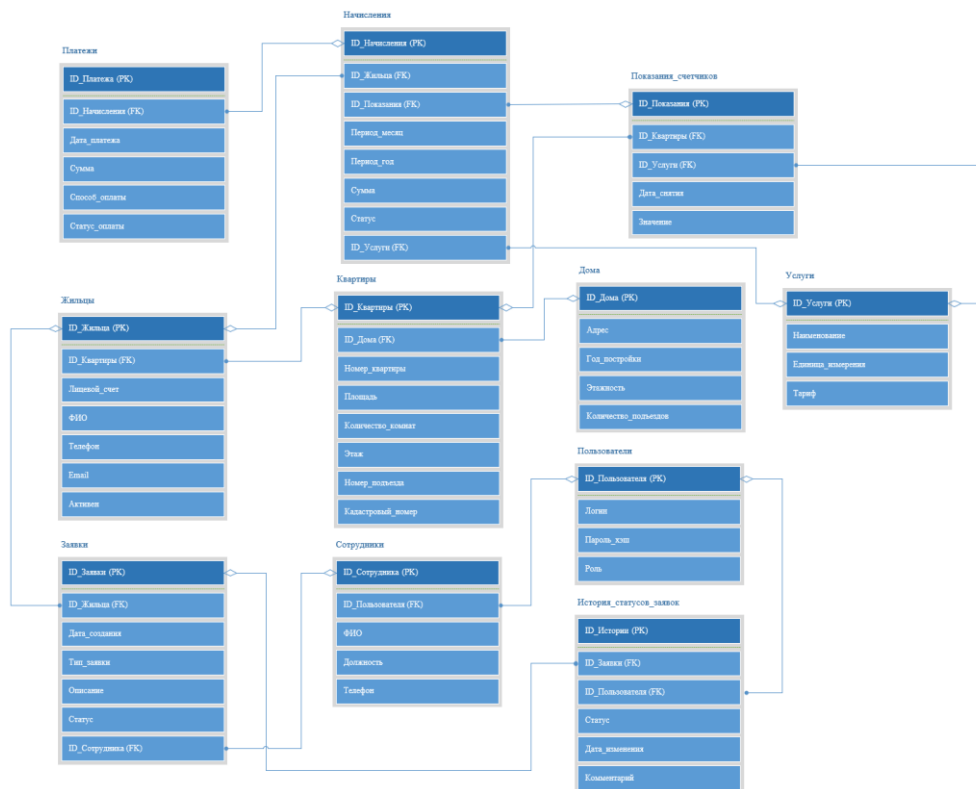 Начисления
ID_Начисления (PK)
ID_Жильца (FK)
ID_Показания (FK)
Период_месяц
Период_год
Сумма
Статус
ID_Услуги (FK)
Платежи
ID_Платежа (PK)
ID_Начисления (FK)
Дата_платежа
Сумма
Способ_оплаты
Статус_оплаты
Показания_счетчиков
ID_Показания (PK)
ID_Квартиры (FK)
ID_Услуги (FK)
Дата_снятия
Значение
Жильцы
ID_Жильца (PK)
ID_Квартиры (FK)
Лицевой_счет
ФИО
Телефон
Email
Активен
Квартиры
ID_Квартиры (PK)
ID_Дома (FK)
Номер_квартиры
Площадь
Количество_комнат
Этаж
Номер_подъезда
Кадастровый_номер
Дома
ID_Дома (PK)
Адрес
Год_постройки
Этажность
Количество_подъездов
Услуги
ID_Услуги (PK)
Наименование
Единица_измерения
Тариф
Заявки
ID_Заявки (PK)
ID_Жильца (FK)
Дата_создания
Тип_заявки
Описание
Статус
ID_Сотрудника (FK)
Сотрудники
ID_Сотрудника (PK)
ID_Пользователя (FK)
ФИО
Должность
Телефон
Пользователи
ID_Пользователя (PK)
Логин
Пароль_хэш
Роль
История_статусов_заявок
ID_Истории (PK)
ID_Заявки (FK)
ID_Пользователя (FK)
Статус
Дата_изменения
Комментарий